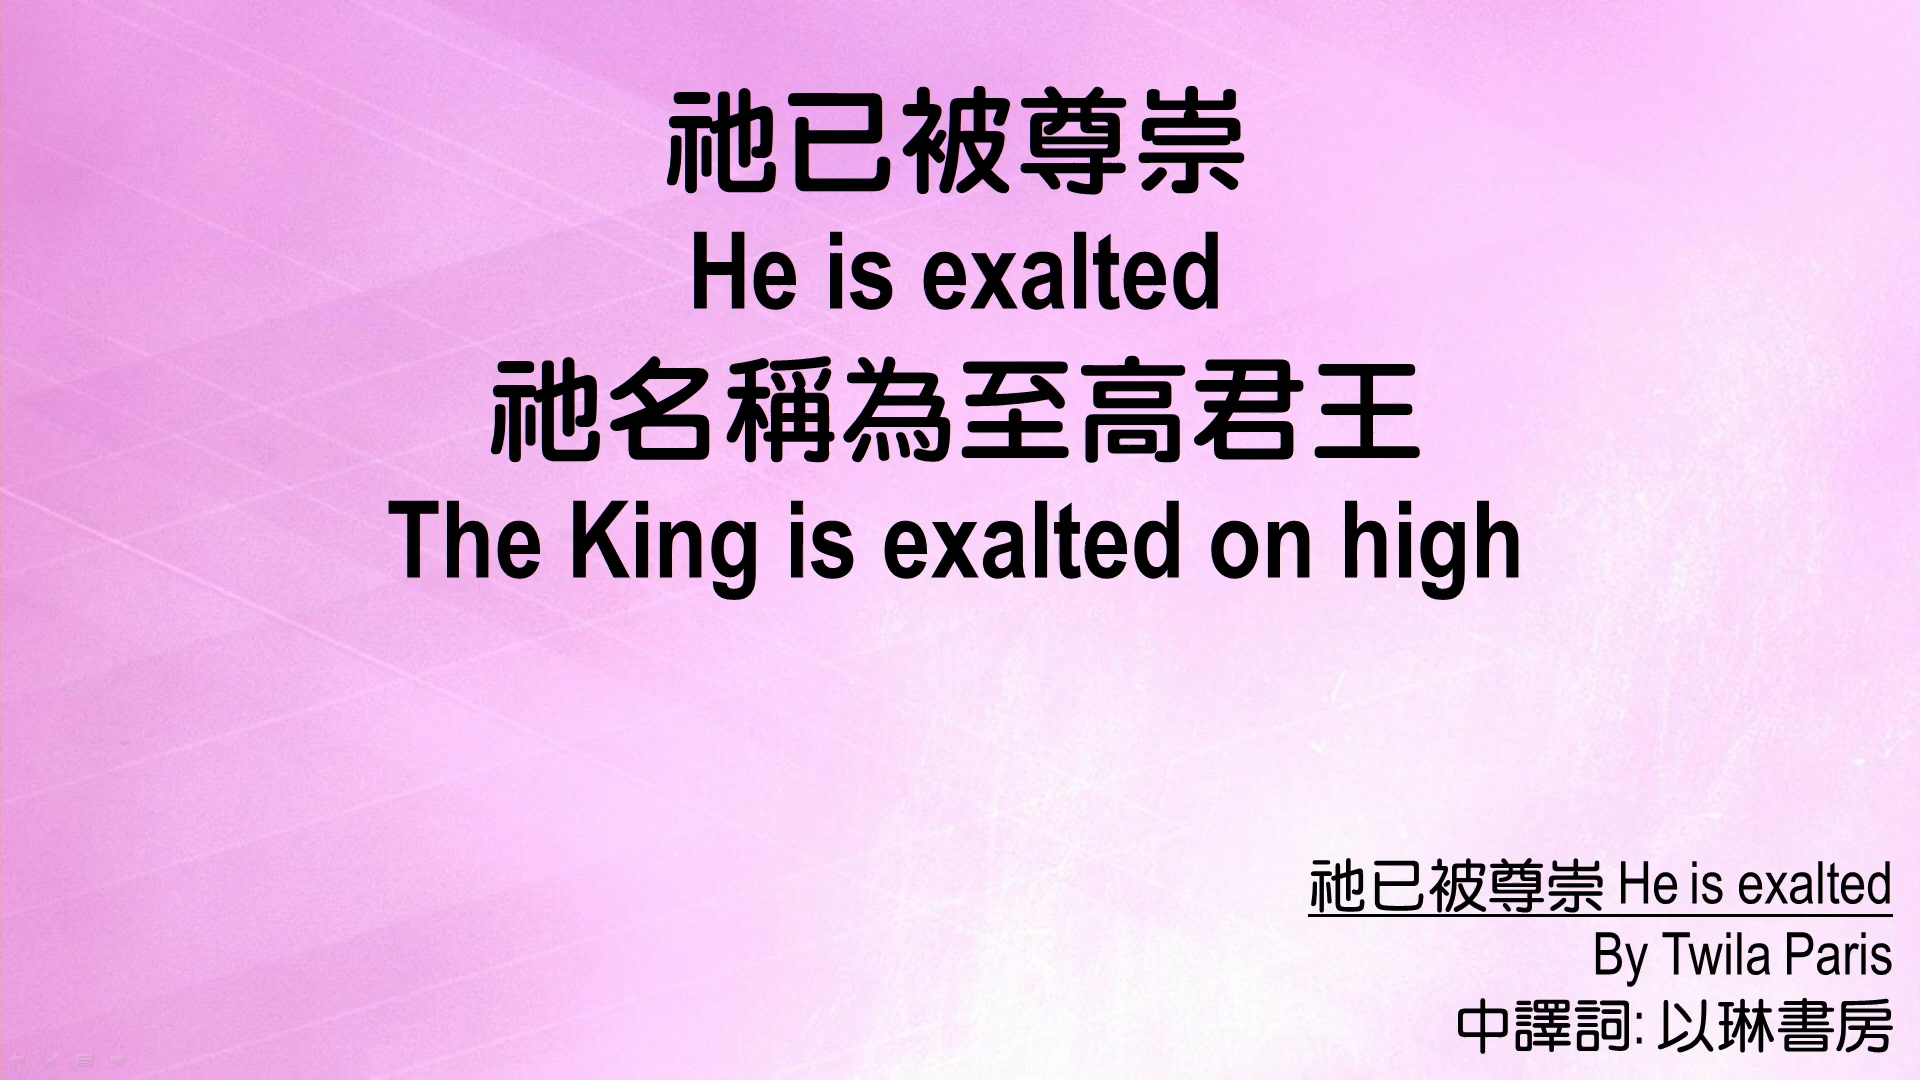 祂已被尊崇
He is exalted
祂名稱為至高君王
The King is exalted on high
祂已被尊崇 He is exalted
By Twila Paris
中譯詞: 以琳書房